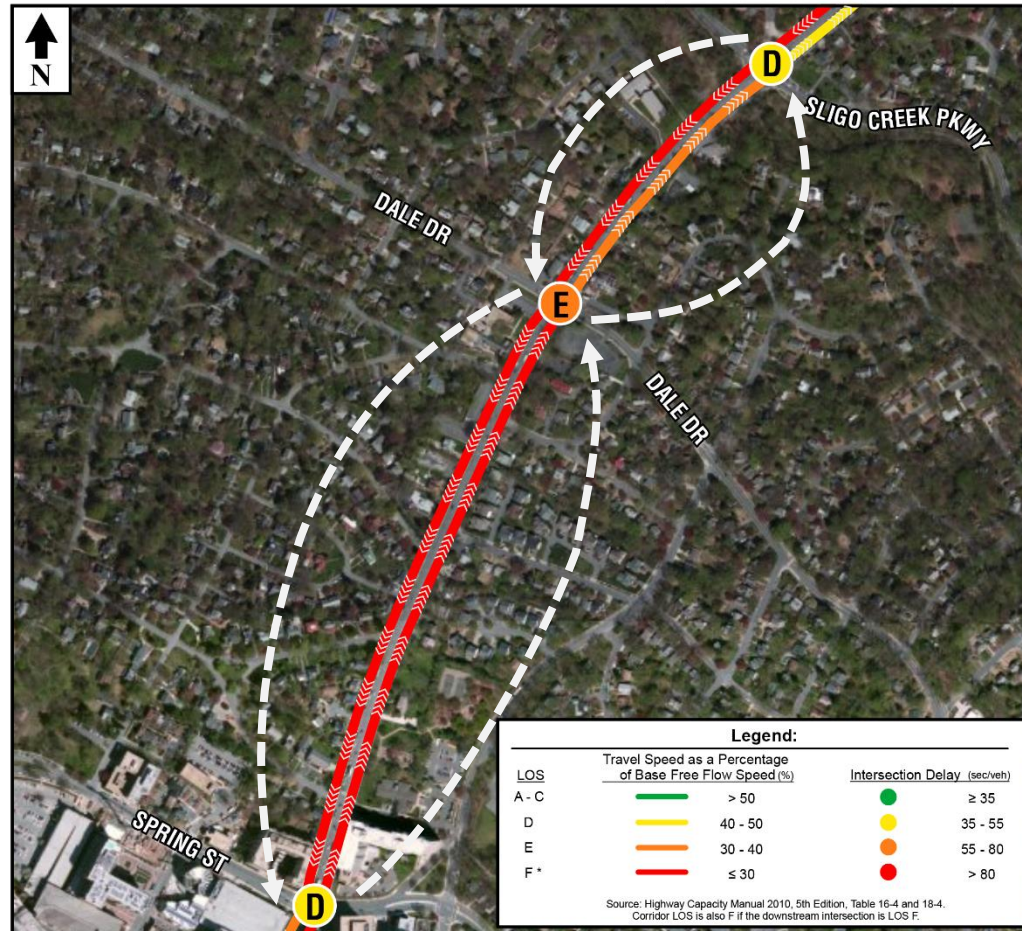 N
D
SLIGO CREEK PKWY
DALE DR
E
DALE DR
SPRING ST
D
Legend:
LOS Travel Speed as a Percentage of Base Free Flow Speed (%) Intersection Delay (sec/veh)
A - C > 50 ≥ 35
D 40 - 50 35 - 55
E 30 - 40 55 - 80
F * ≤ 30 > 80
Source: Highway Capacity Manual 2010, 5th Edition, Table 16-4 and 18-4.
Corridor LOS is also F if the downstream intersection is LOS F.